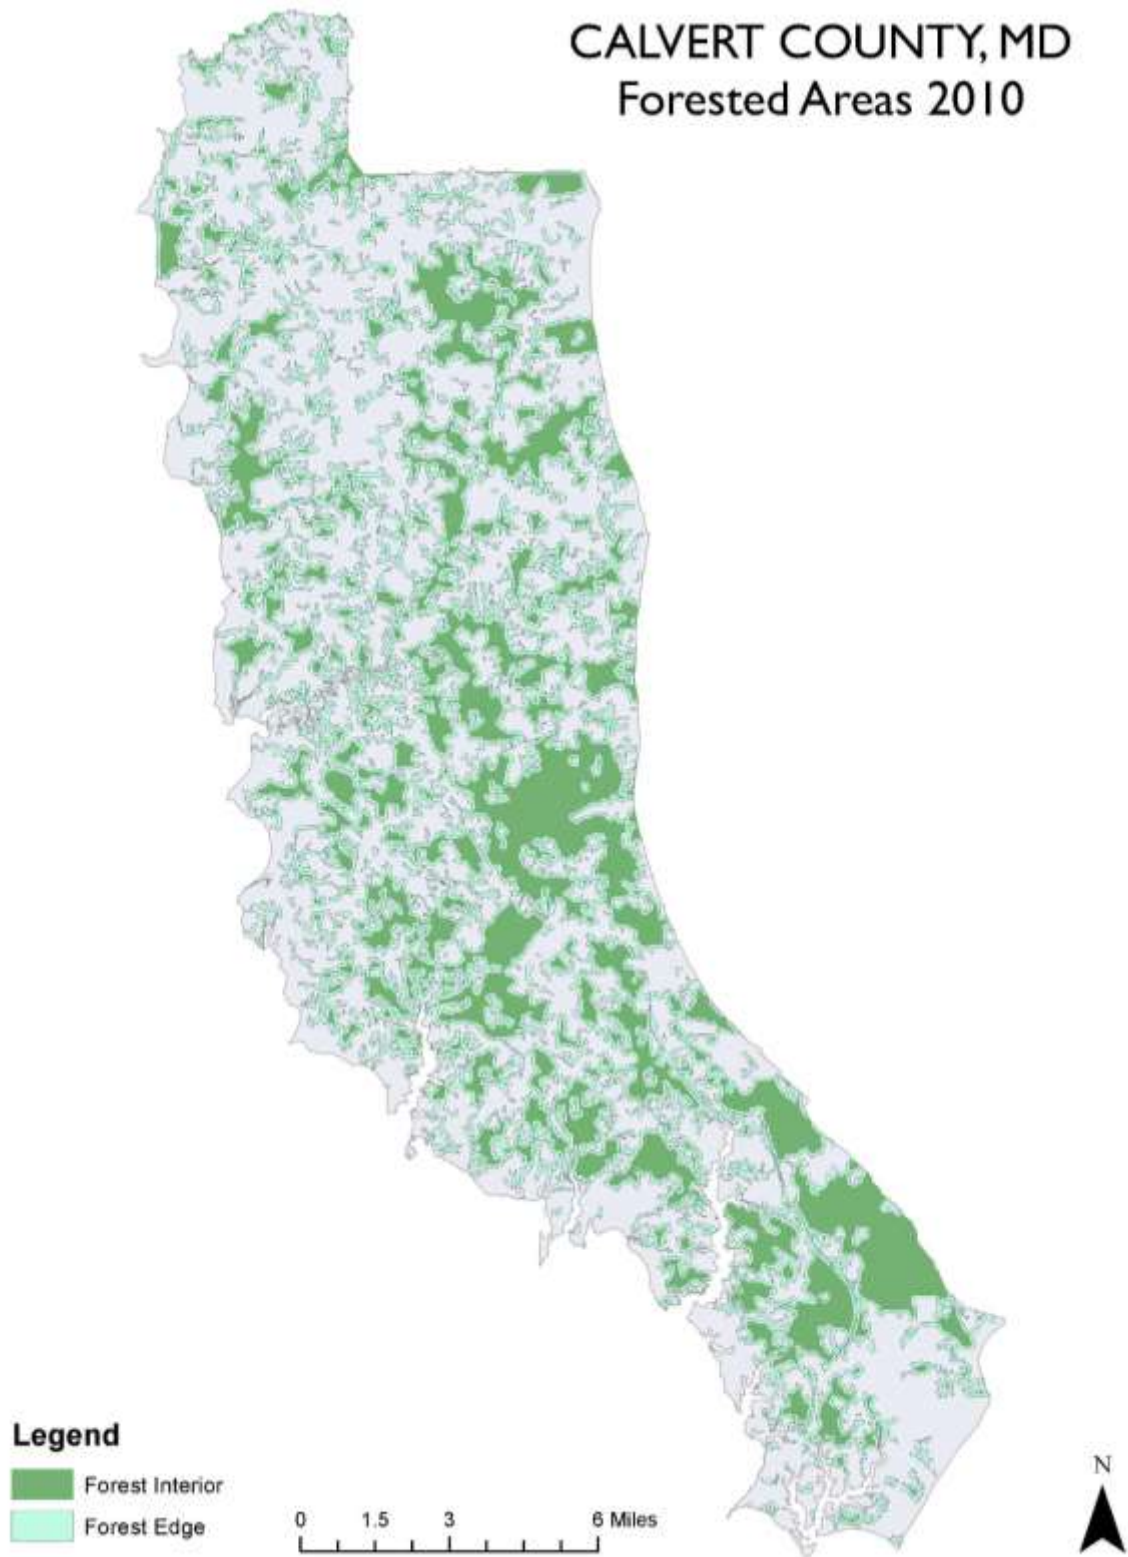 CALVERT COUNTY, MD
Forested Areas 2010
Legend
Forest Interior
Forest Edge
0 1.5 3 6 Miles
N